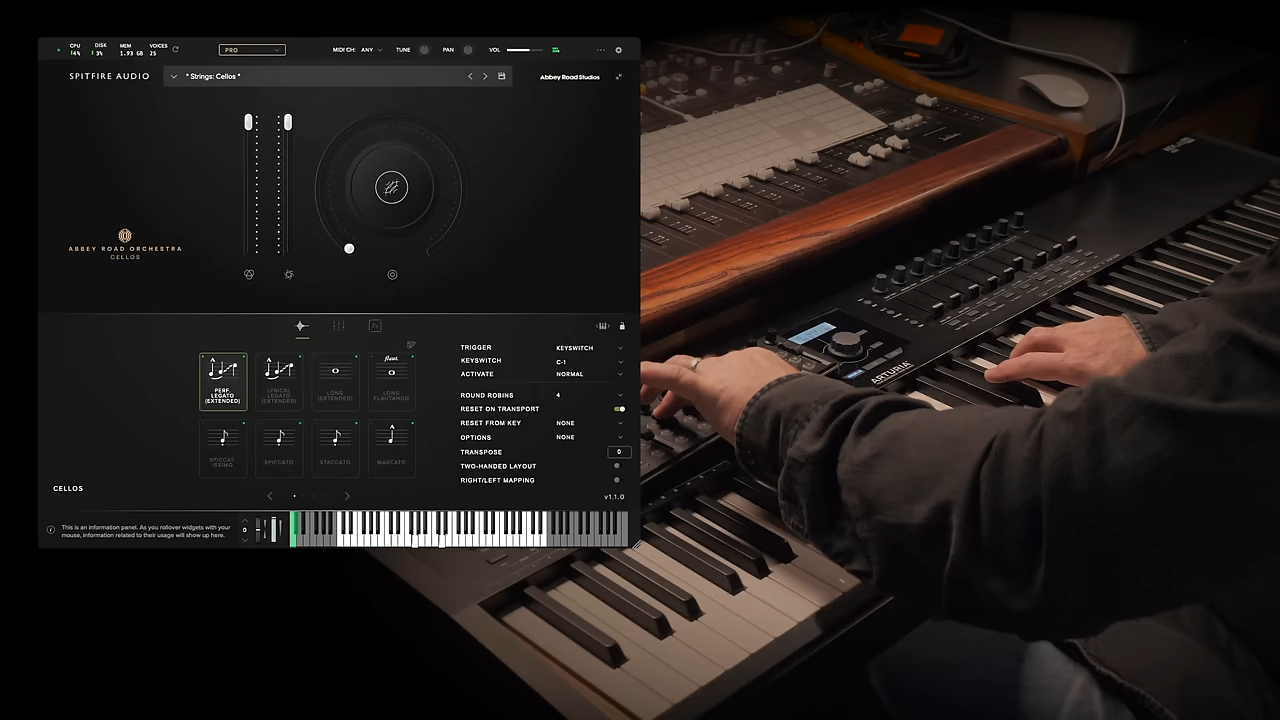 CPU DISK MEM VOICES
14% 3% 1.93 GB 25
PRO
MIDI CH: ANY
TUNE
PAN
VOL
SPITFIRE AUDIO
* Strings: Cellos *
Abbey Road Studios
ABBEY ROAD ORCHESTRA
CELLOS
Fx
PERF.
LEGATO
(EXTENDED)
LYRICAL
LEGATO
(EXTENDED)
LONG
(EXTENDED)
flaut.
LONG
FLAUTANDO
SPICCAT-
ISSIMO
SPICCATO
STACCATO
MARCATO
TRIGGER KEYSWITCH
KEYSWITCH C-1
ACTIVATE NORMAL
ROUND ROBINS 4
RESET ON TRANSPORT
RESET FROM KEY NONE
OPTIONS NONE
TRANSPOSE 0
TWO-HANDED LAYOUT
RIGHT/LEFT MAPPING
CELLOS
v1.1.0
This is an information panel. As you rollover widgets with your
mouse, information related to their usage will show up here.
0
ARTURIA